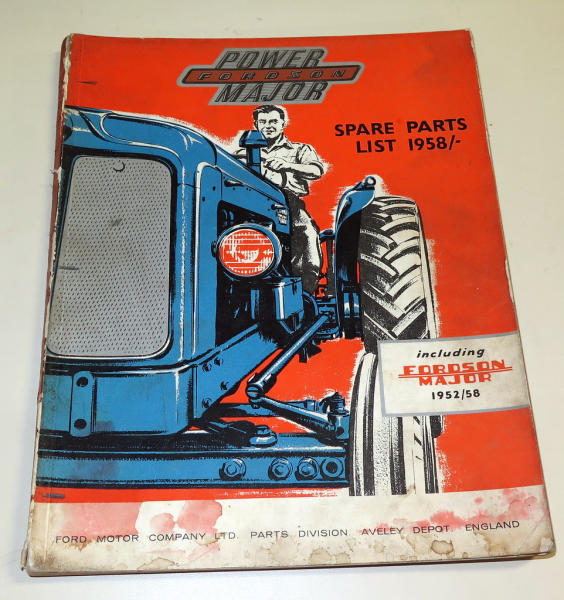 POWER
FORDSON
MAJOR
SPARE PARTS
LIST 1958/-
including
FORDSON
MAJOR
1952/58
FORD MOTOR COMPANY LTD. PARTS DIVISION AVELEY DEPOT. ENGLAND